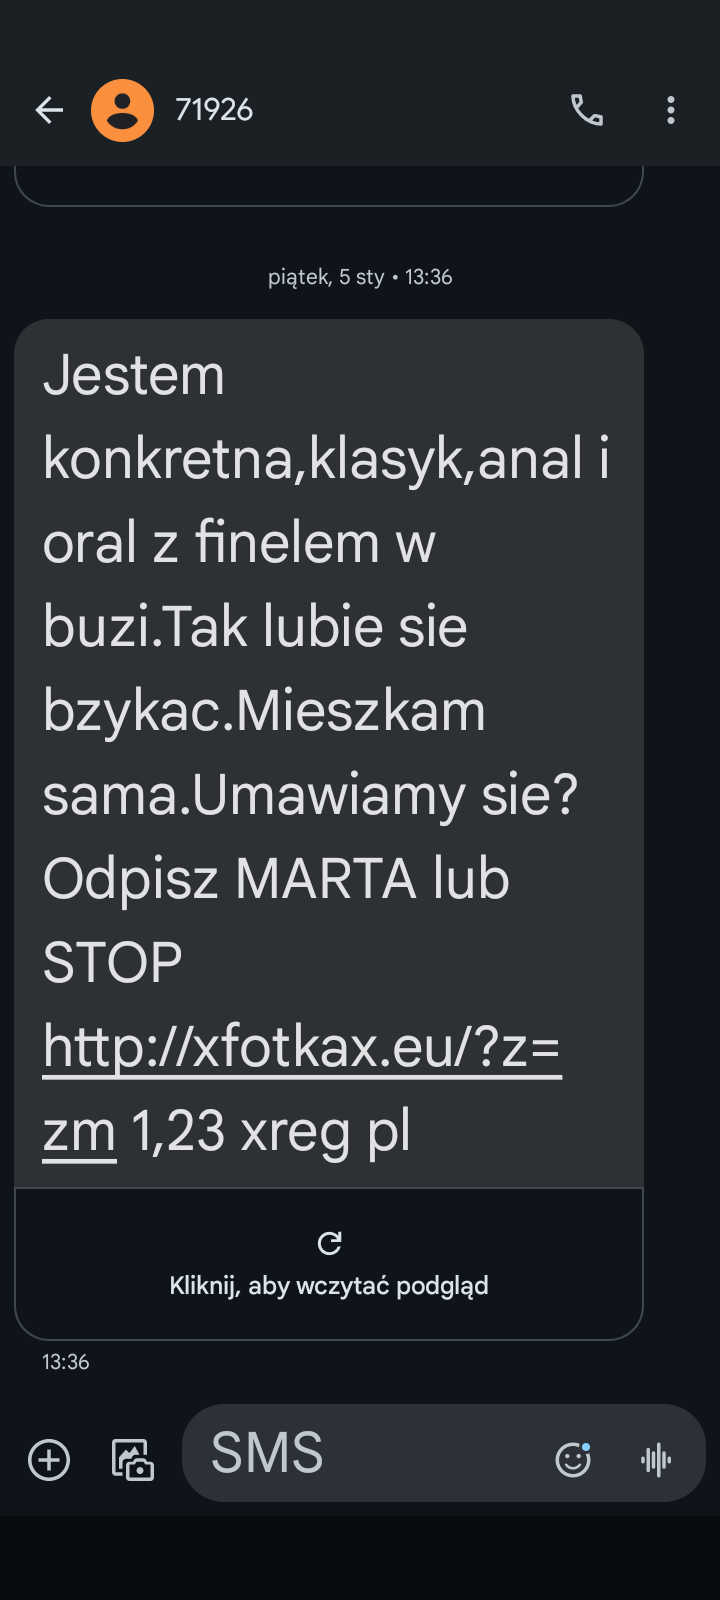 71926
piątek, 5 sty • 13:36
Jestem
konkretna,klasyk,anal i
oral z finelem w
buzi.Tak lubie sie
bzykac.Mieszkam
sama.Umawiamy sie?
Odpisz MARTA lub
STOP
http://xfotkax.eu/?z=
zm 1,23 xreg pl
Kliknij, aby wczytać podgląd
13:36
SMS